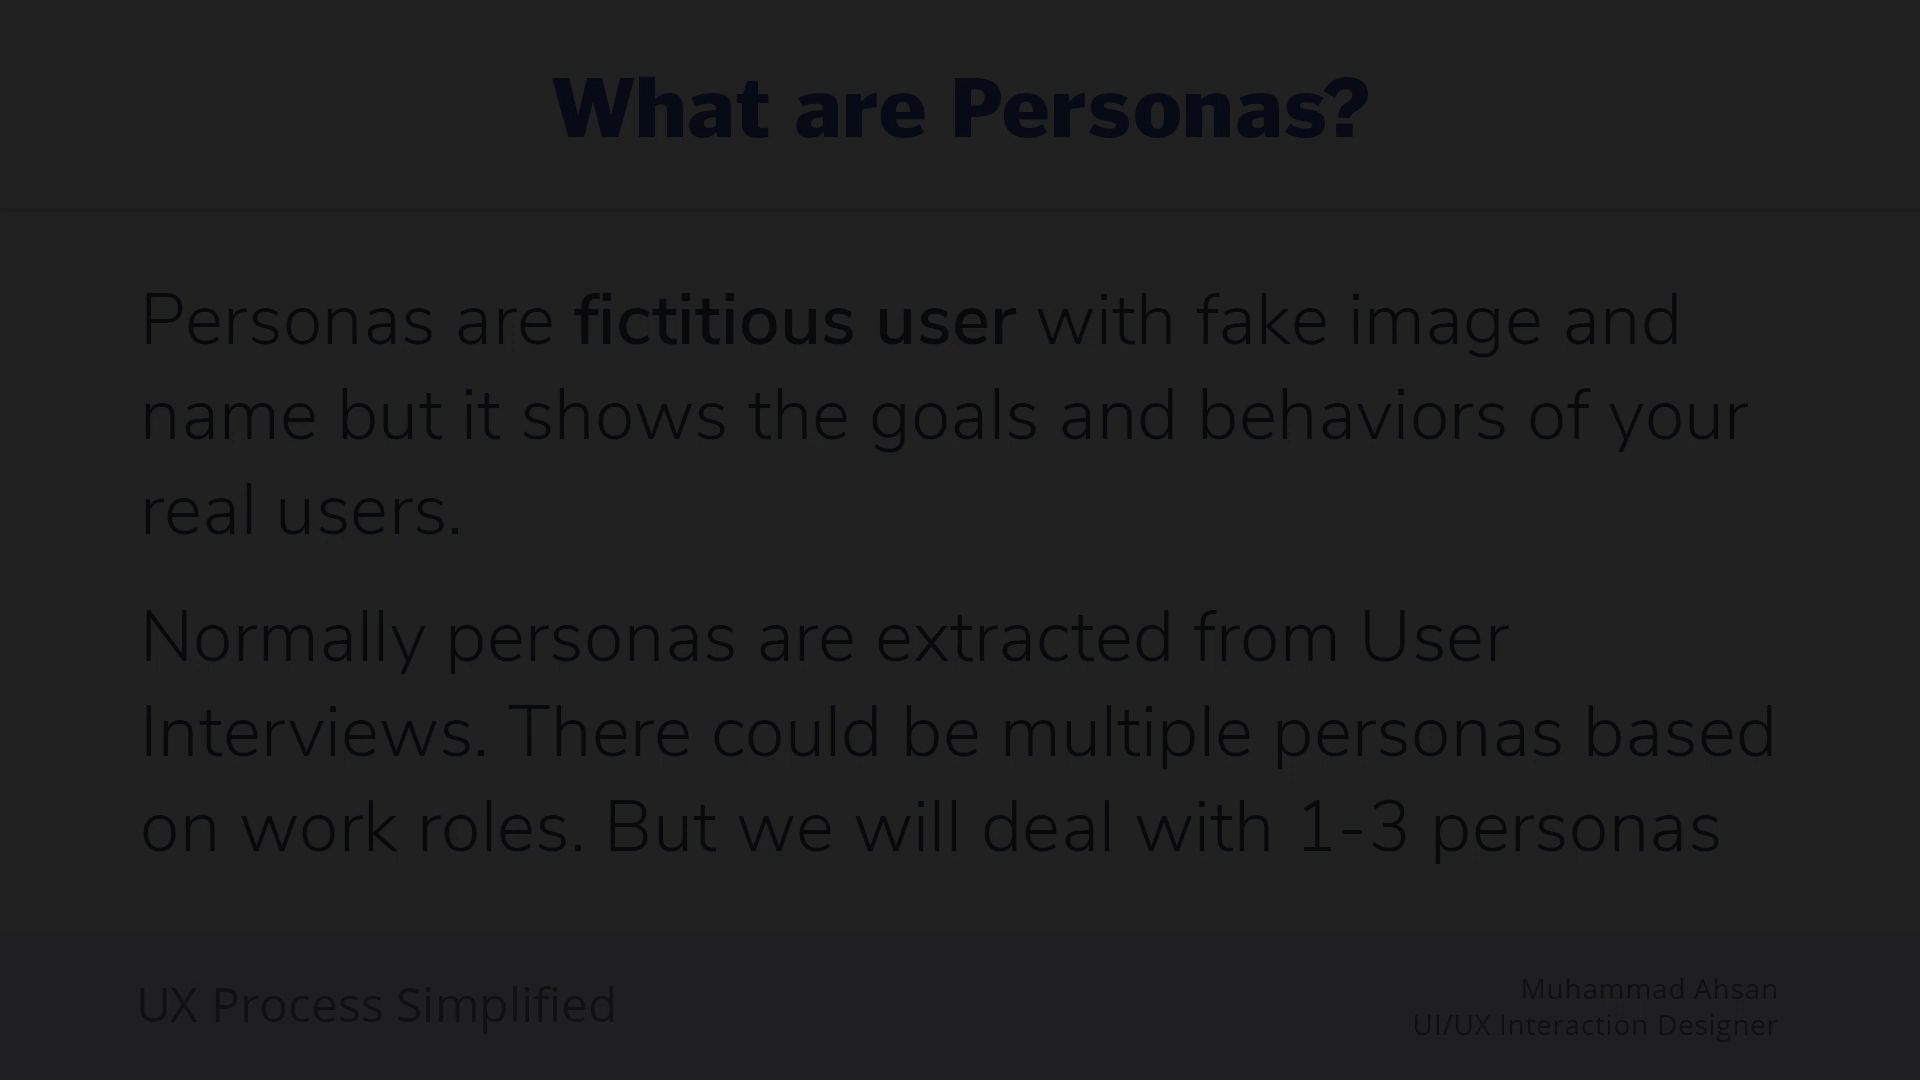 What are Personas?
Personas are fictitious user with fake image and
name but it shows the goals and behaviors of your
real users.
Normally personas are extracted from User
Interviews. There could be multiple personas based
on work roles. But we will deal with 1-3 personas
UX Process Simplified
Muhammad Ahsan
UI/UX Interaction Designer